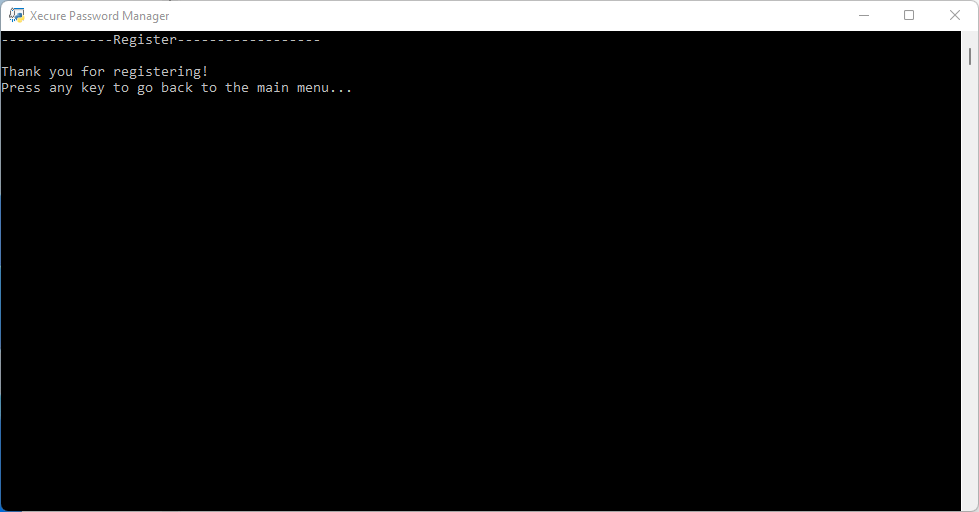 Xecure Password Manager
--------------Register------------------
Thank you for registering!
Press any key to go back to the main menu...